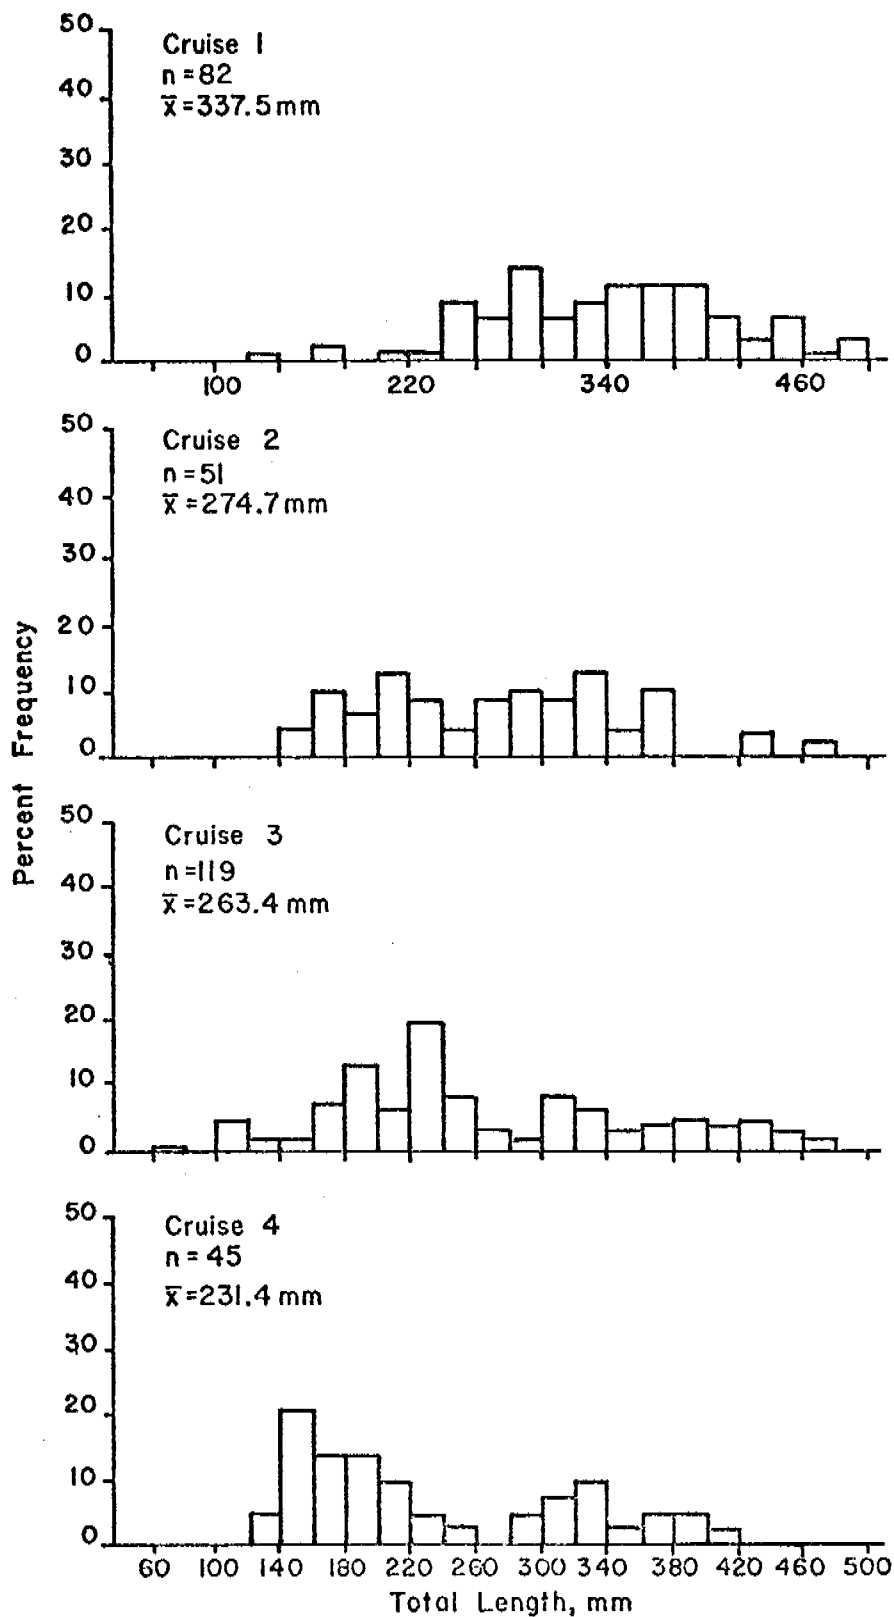 50
Cruise 1
n=82
40
x̄=337.5mm
30
20
10
0
100 220 340 460
50
Cruise 2
n=51
40
x̄=274.7mm
30
20
10
0
Percent Frequency
50
Cruise 3
n=119
40
x̄=263.4 mm
30
20
10
0
50
Cruise 4
n=45
40
x̄=231.4 mm
30
20
10
0
60 100 140 180 220 260 300 340 380 420 460 500
Total Length, mm